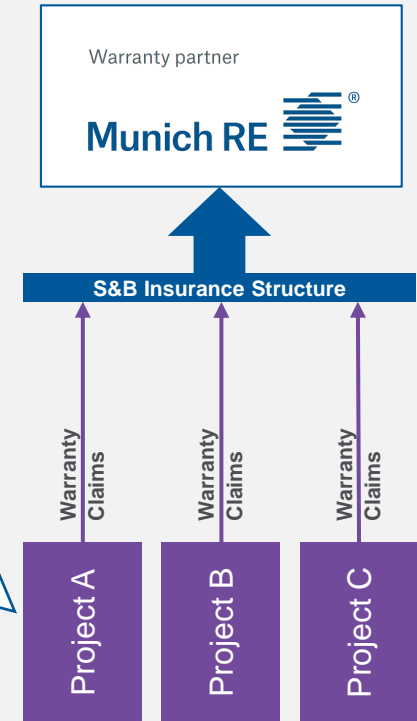 Warranty partner
Munich RE ®
S&B Insurance Structure
Warranty
Claims
Warranty
Claims
Warranty
Claims
Project A
Project B
Project C